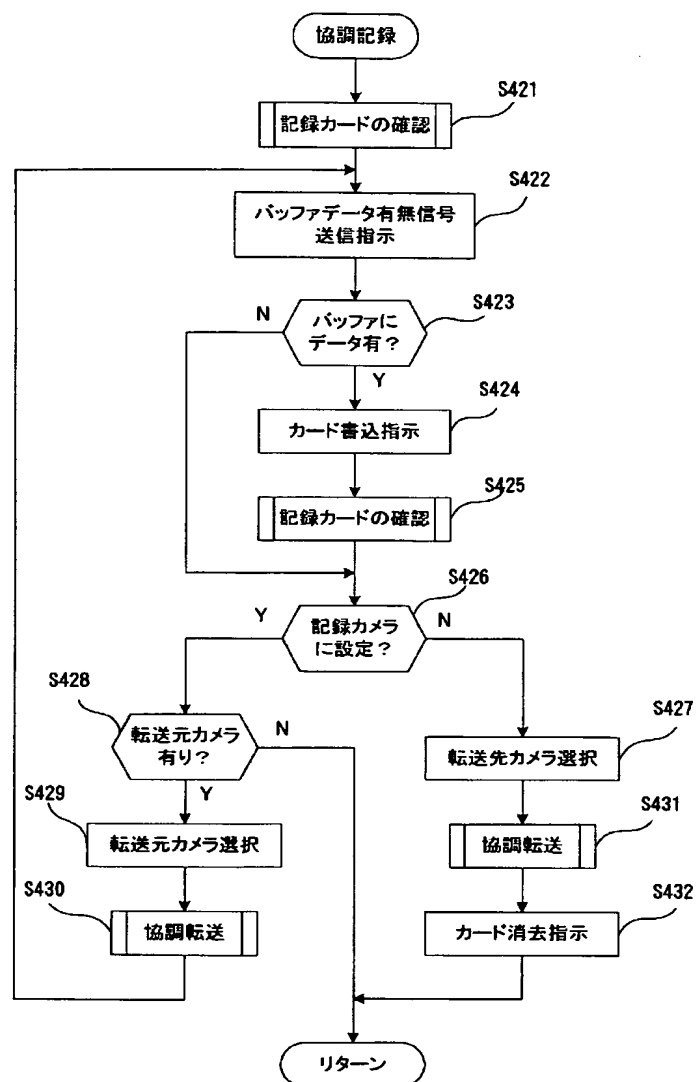 協調記録
S421
記録カードの確認
S422
バッファデータ有無信号
送信指示
S423
N
バッファに
データ有？
Y
S424
カード書込指示
S425
記録カードの確認
S426
Y
記録カメラ
に設定？
N
S428
転送元カメラ
有り？
N
Y
S427
転送先カメラ選択
S429
転送元カメラ選択
S431
協調転送
S430
協調転送
S432
カード消去指示
リターン